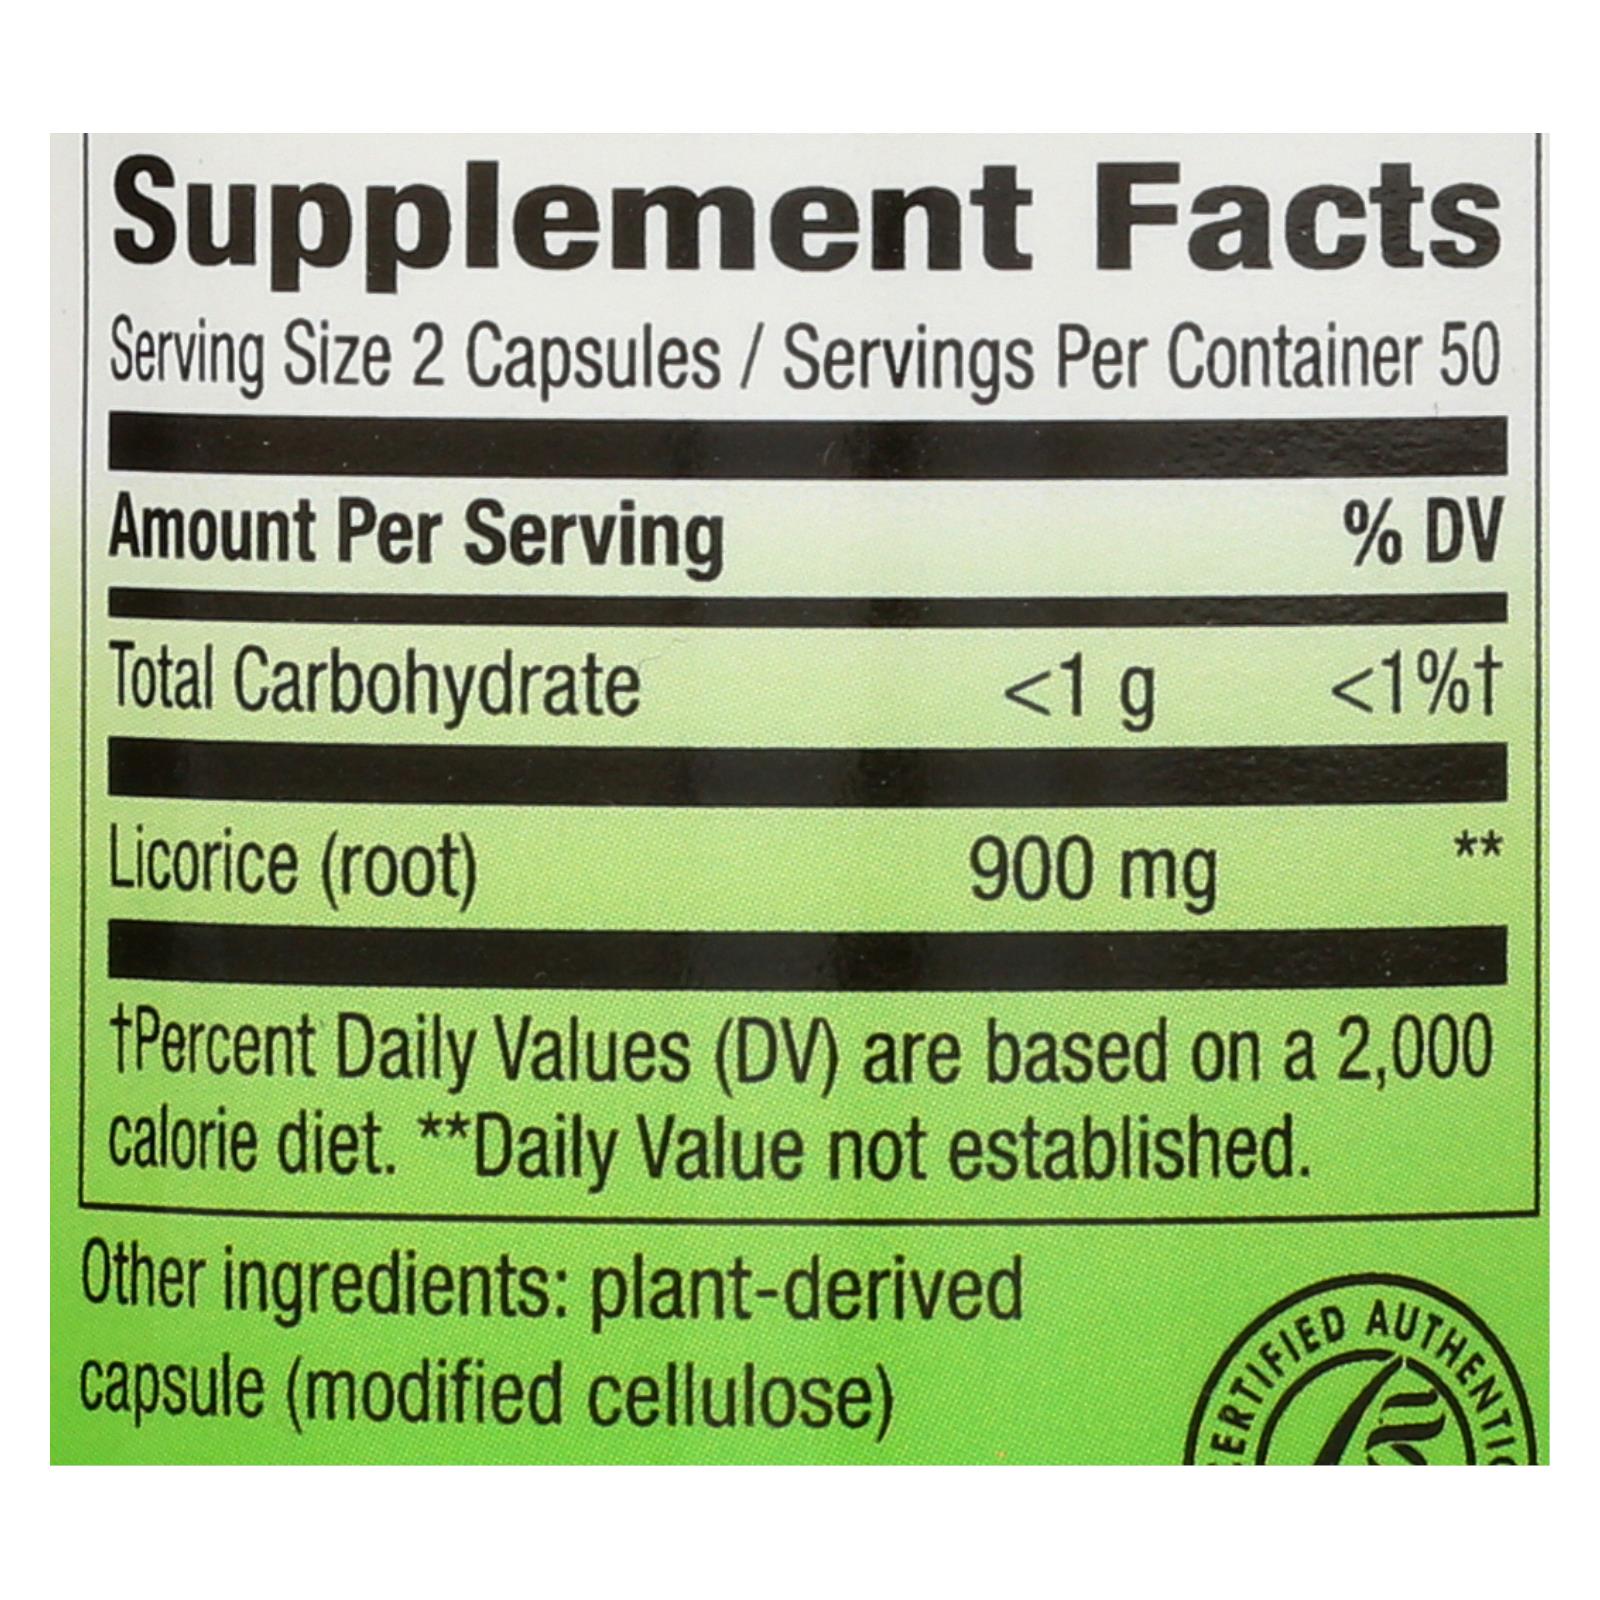 Supplement Facts
Serving Size 2 Capsules / Servings Per Container 50
Amount Per Serving % DV
Total Carbohydrate <1 g <1%†
Licorice (root) 900 mg **
†Percent Daily Values (DV) are based on a 2,000
calorie diet. **Daily Value not established.
Other ingredients: plant-derived
capsule (modified cellulose)
CERTIFIED AUTHENTIC